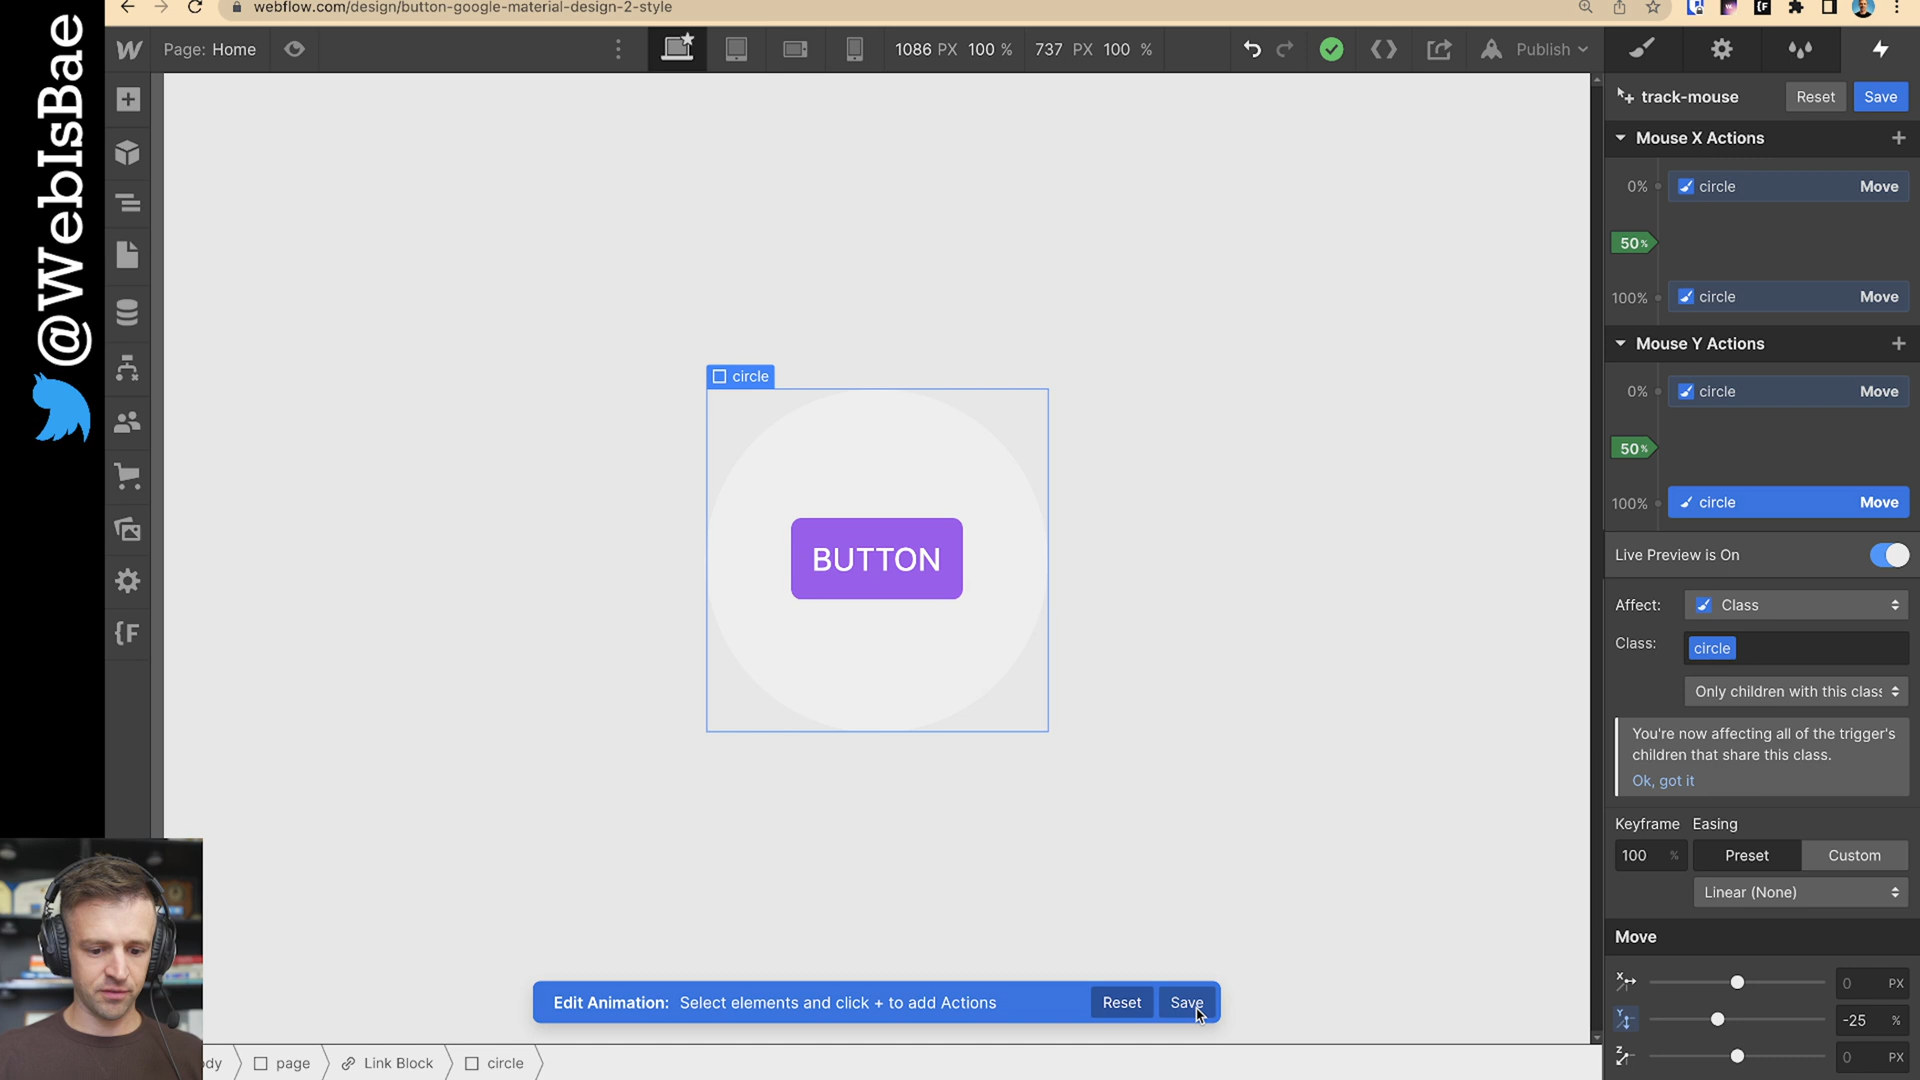 @WebIsBae
webflow.com/design/button-google-material-design-2-style
Page: Home
1086 PX 100 %
737 PX 100 %
Publish
track-mouse
Reset
Save
Mouse X Actions
0%
circle
Move
50%
100%
circle
Move
Mouse Y Actions
0%
circle
Move
50%
100%
circle
Move
Live Preview is On
Affect:
Class
Class:
circle
Only children with this class
You're now affecting all of the trigger's
children that share this class.
Ok, got it
Keyframe
Easing
100 %
Preset
Custom
Linear (None)
Move
X
0 PX
Y
-25 %
Z
0 PX
circle
BUTTON
Edit Animation: Select elements and click + to add Actions
Reset
Save
dy
page
Link Block
circle
{F